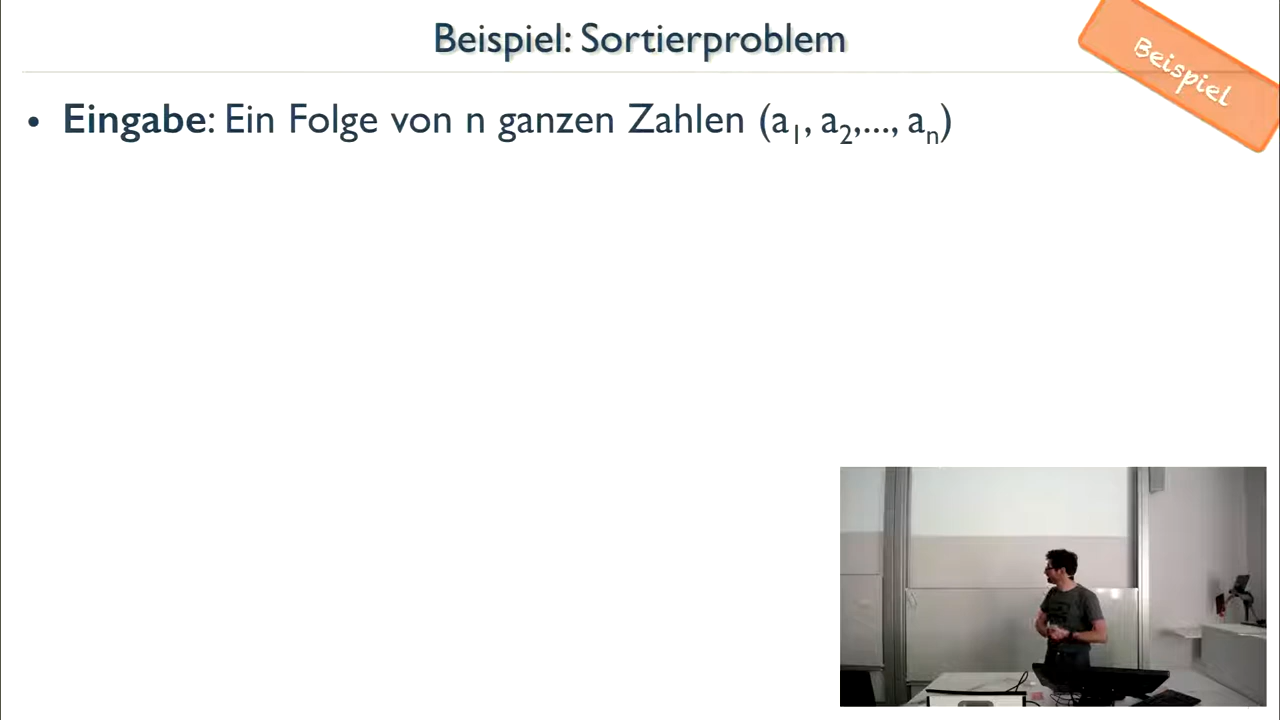 Beispiel: Sortierproblem
Beispiel
• Eingabe: Ein Folge von n ganzen Zahlen (a₁, a₂,..., aₙ)